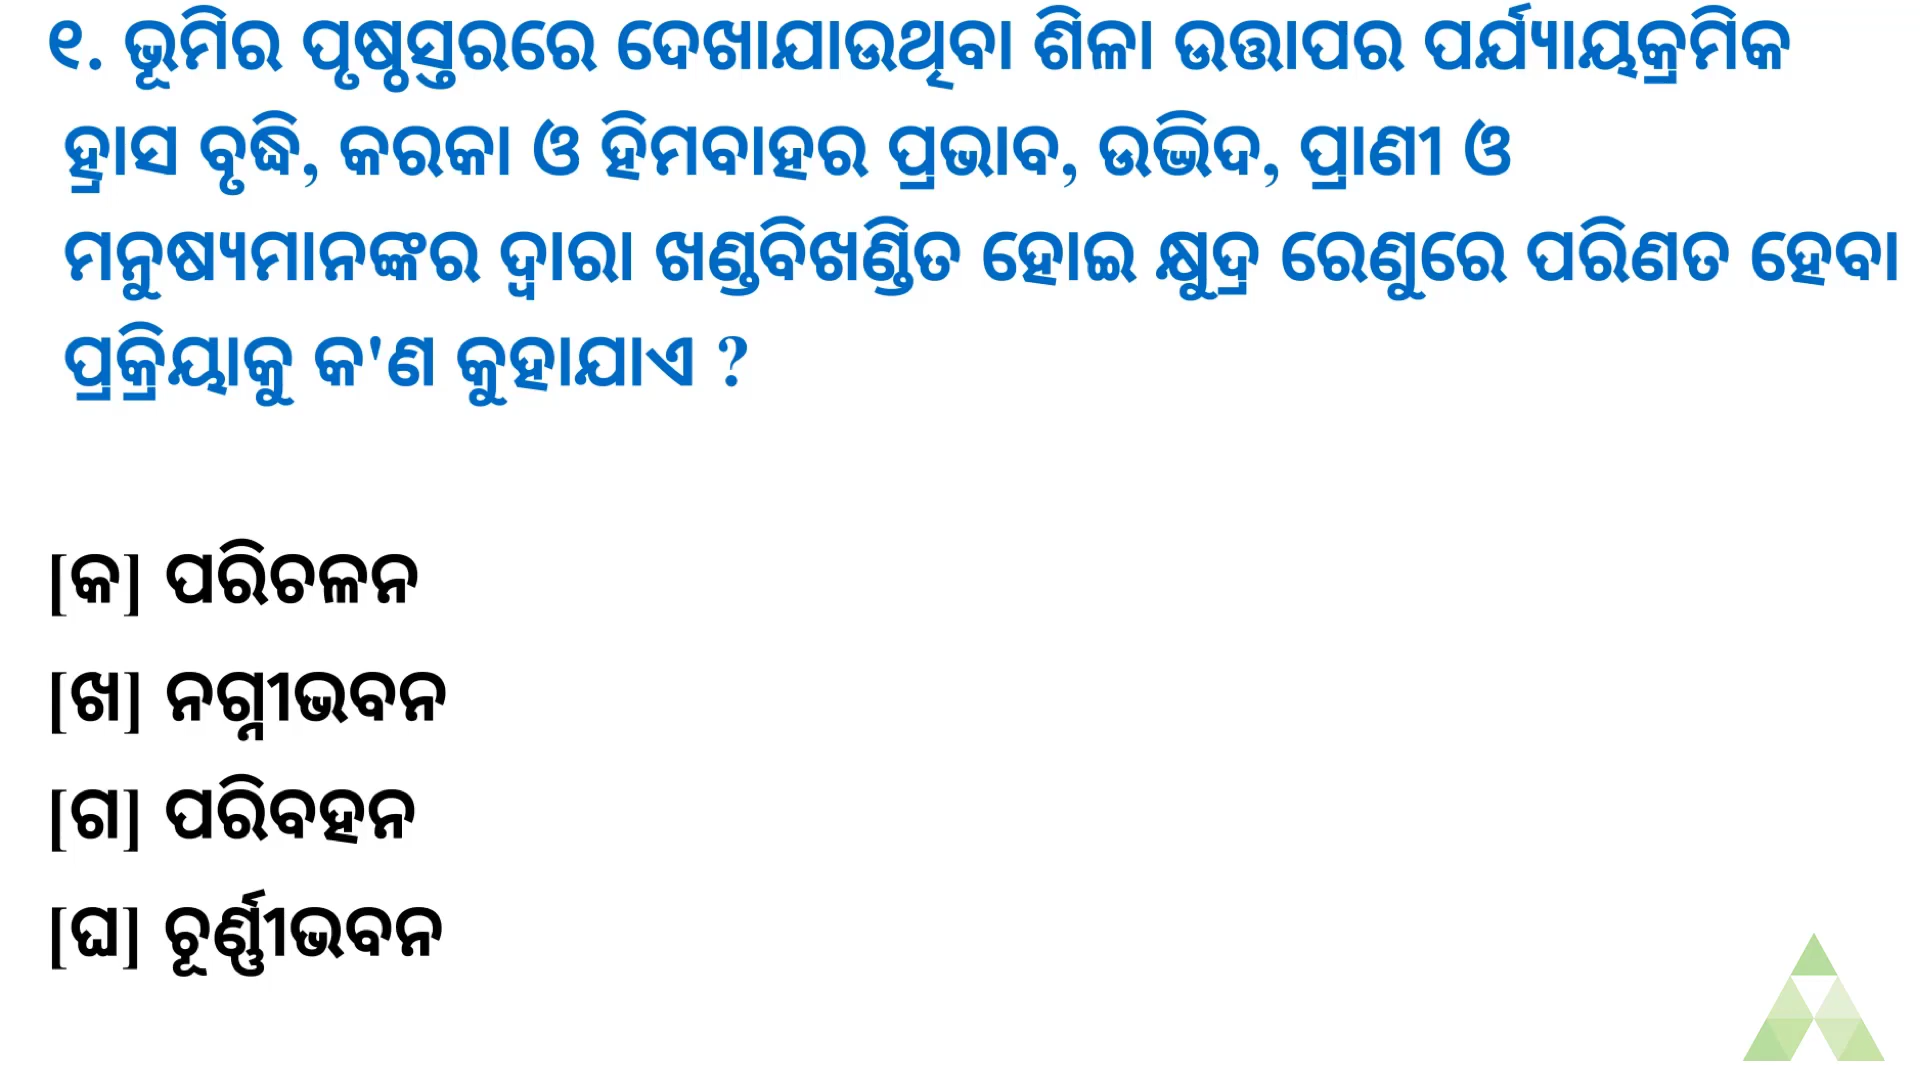 ୧. ଭୂମିର ପୃଷ୍ଠସ୍ତରରେ ଦେଖାଯାଉଥିବା ଶିଳା ଉତ୍ତାପର ପର୍ଯ୍ୟାୟକ୍ରମିକ
ହ୍ରାସ ବୃଦ୍ଧି, କରକା ଓ ହିମବାହର ପ୍ରଭାବ, ଉଦ୍ଭିଦ, ପ୍ରାଣୀ ଓ
ମନୁଷ୍ୟମାନଙ୍କର ଦ୍ୱାରା ଖଣ୍ଡବିଖଣ୍ଡିତ ହୋଇ କ୍ଷୁଦ୍ର ରେଣୁରେ ପରିଣତ ହେବା
ପ୍ରକ୍ରିୟାକୁ କ'ଣ କୁହାଯାଏ ?
[କ] ପରିଚଳନ
[ଖ] ନଗ୍ନୀଭବନ
[ଗ] ପରିବହନ
[ଘ] ଚୂର୍ଣ୍ଣୀଭବନ